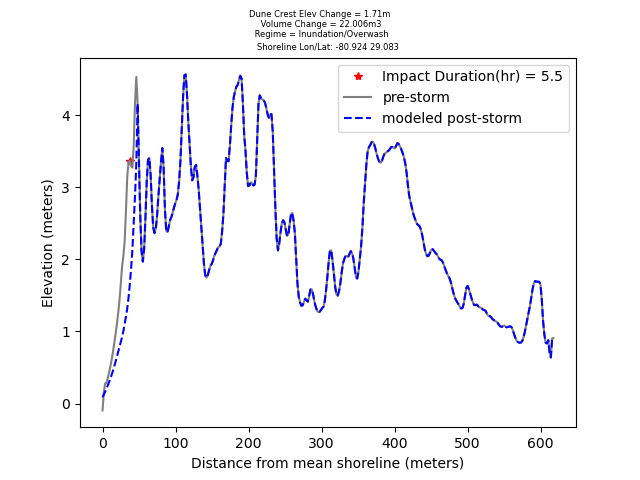 Dune Crest Elev Change = 1.71m
Volume Change = 22.006m3
Regime = Inundation/Overwash
Shoreline Lon/Lat: -80.924 29.083
Impact Duration(hr) = 5.5
pre-storm
modeled post-storm
Elevation (meters)
4
3
2
1
0
0 100 200 300 400 500 600
Distance from mean shoreline (meters)